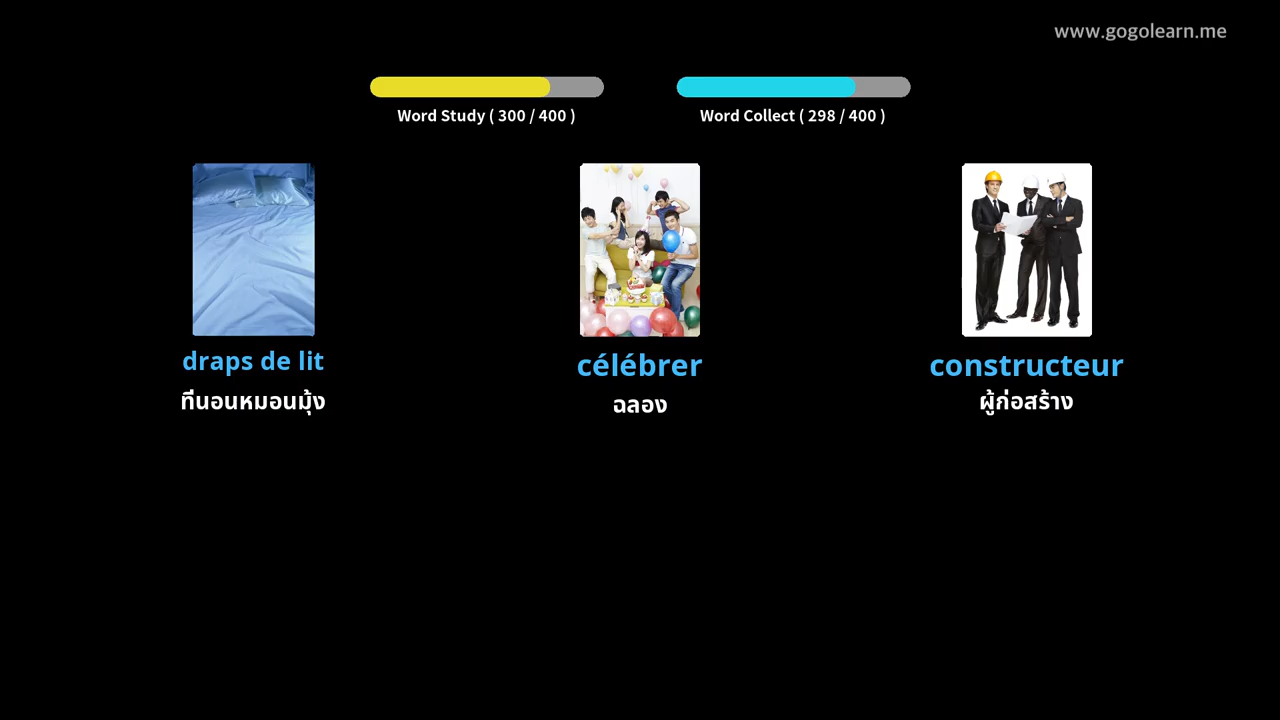 www.gogolearn.me
Word Study ( 300 / 400 )
Word Collect ( 298 / 400 )
draps de lit
ที่นอนหมอนมุ้ง
célébrer
ฉลอง
constructeur
ผู้ก่อสร้าง